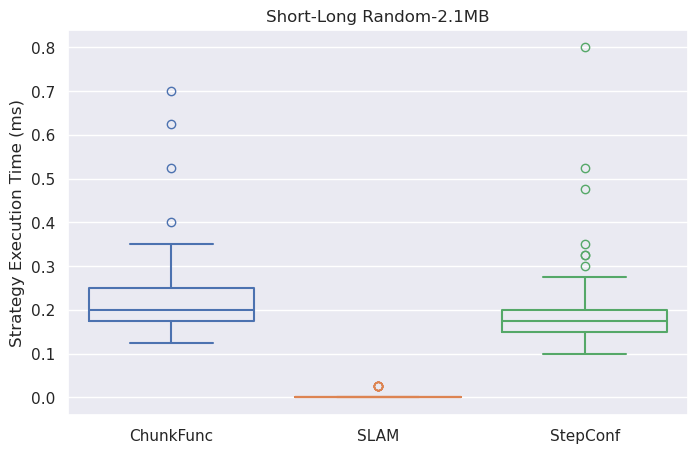 Short-Long Random-2.1MB
Strategy Execution Time (ms)
0.8
0.7
0.6
0.5
0.4
0.3
0.2
0.1
0.0
ChunkFunc
SLAM
StepConf